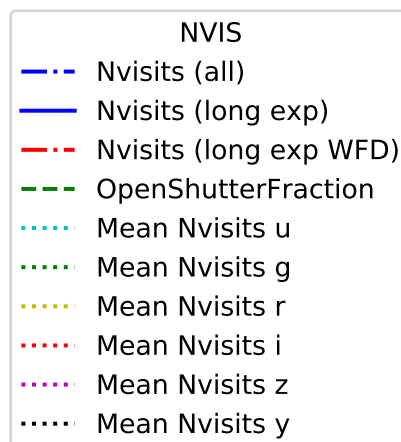 NVIS
Nvisits (all)
Nvisits (long exp)
Nvisits (long exp WFD)
OpenShutterFraction
Mean Nvisits u
Mean Nvisits g
Mean Nvisits r
Mean Nvisits i
Mean Nvisits z
Mean Nvisits y